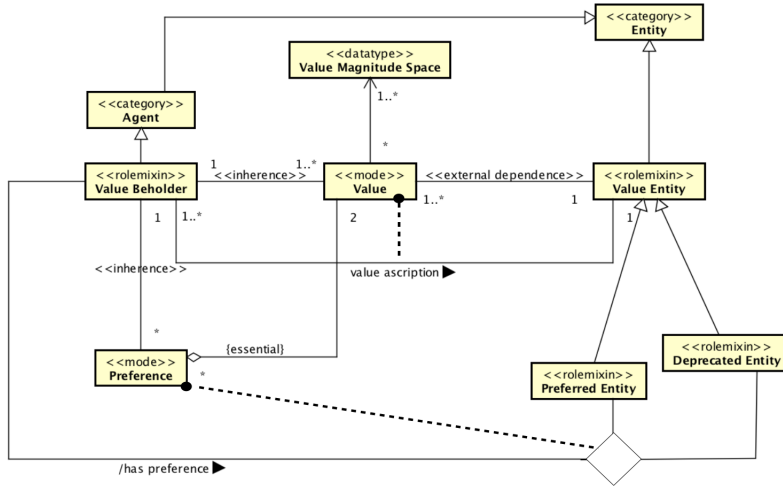 <<category>>
Entity
<<datatype>>
Value Magnitude Space
1..*
<<category>>
Agent
*
1
1..*
<<rolemixin>>
Value Beholder
<<inherence>>
<<mode>>
Value
<<external dependence>>
<<rolemixin>>
Value Entity
1..*
1
1
1..*
2
1
<<inherence>>
value ascription
*
{essential}
<<rolemixin>>
Deprecated Entity
<<mode>>
Preference
*
<<rolemixin>>
Preferred Entity
/has preference